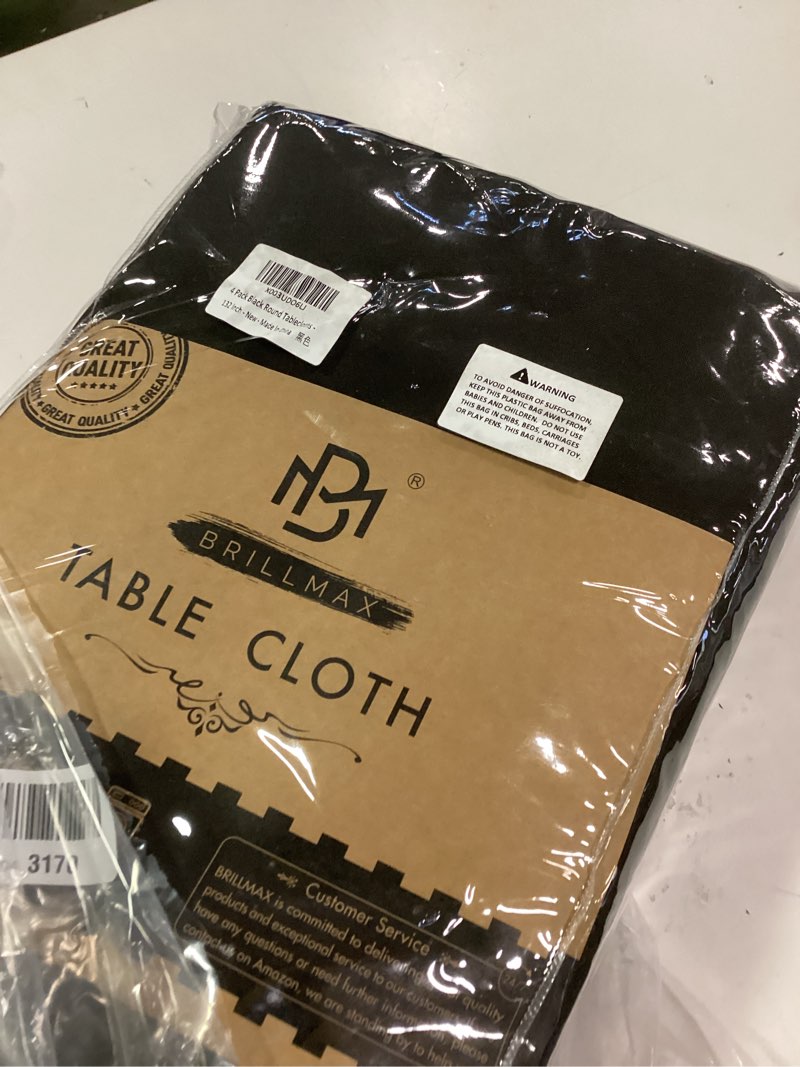 X003UDO6LJ
4 Pack Black Round Tablecloths -
132 Inch - New - Made In China 黑色
WARNING
TO AVOID DANGER OF SUFFOCATION,
KEEP THIS PLASTIC BAG AWAY FROM
BABIES AND CHILDREN. DO NOT USE
THIS BAG IN CRIBS, BEDS, CARRIAGES
OR PLAY PENS. THIS BAG IS NOT A TOY.
GREAT
QUALITY
GREAT QUALITY ★ GREAT QUALITY
BM ®
BRILLMAX
TABLE CLOTH
3170
Customer Service
BRILLMAX is committed to delivering quality
products and exceptional service to our customers
have any questions or need further information, please
contact us on Amazon, we are standing by to help